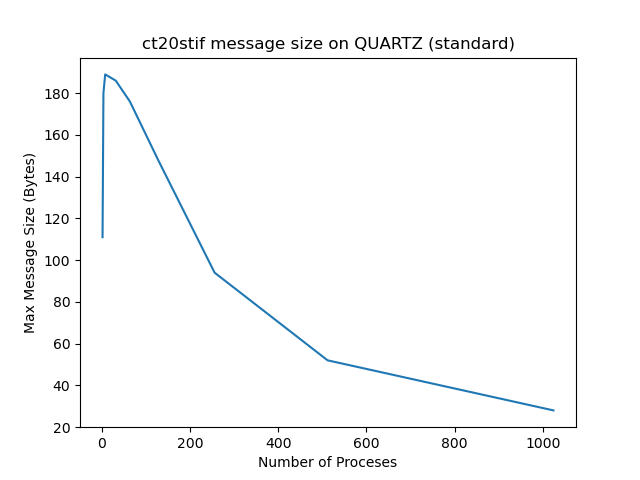 ct20stif message size on QUARTZ (standard)
180
160
140
120
100
80
60
40
20
Max Message Size (Bytes)
0 200 400 600 800 1000
Number of Proceses